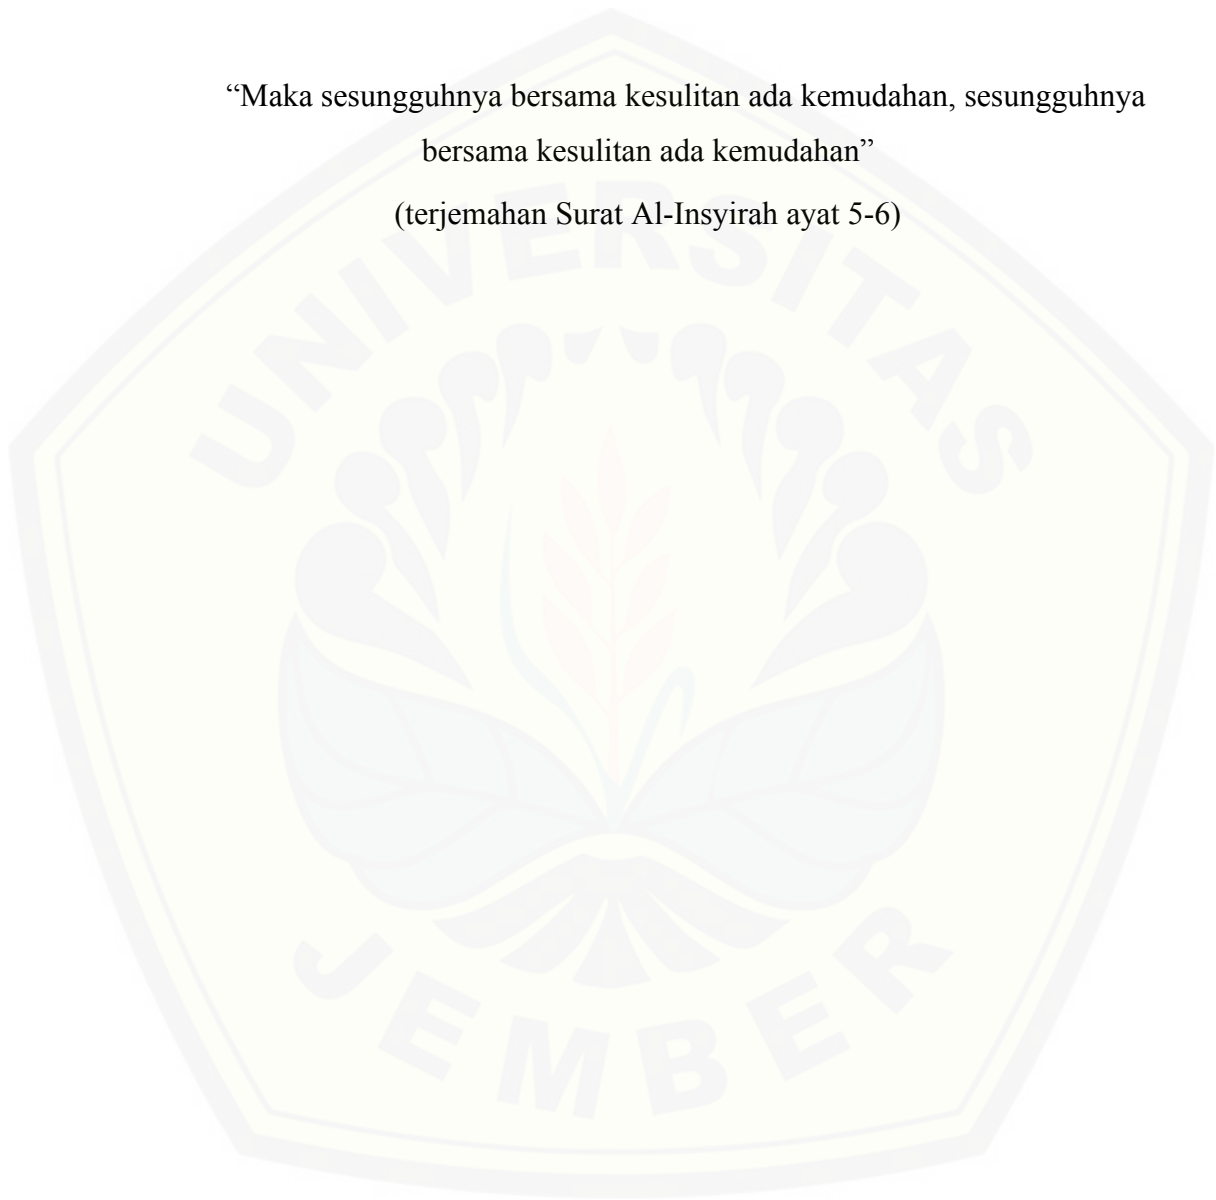 “Maka sesungguhnya bersama kesulitan ada kemudahan, sesungguhnya
bersama kesulitan ada kemudahan”
(terjemahan Surat Al-Insyirah ayat 5-6)
UNIVERSITAS
JEMBER